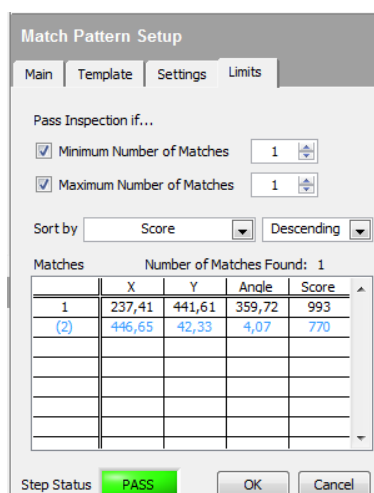 Match Pattern Setup
Main Template Settings Limits
Pass Inspection if...
Minimum Number of Matches 1
Maximum Number of Matches 1
Sort by Score Descending
Matches Number of Matches Found: 1
X Y Angle Score
1 237,41 441,61 359,72 993
(2) 446,65 42,33 4,07 770
Step Status PASS OK Cancel